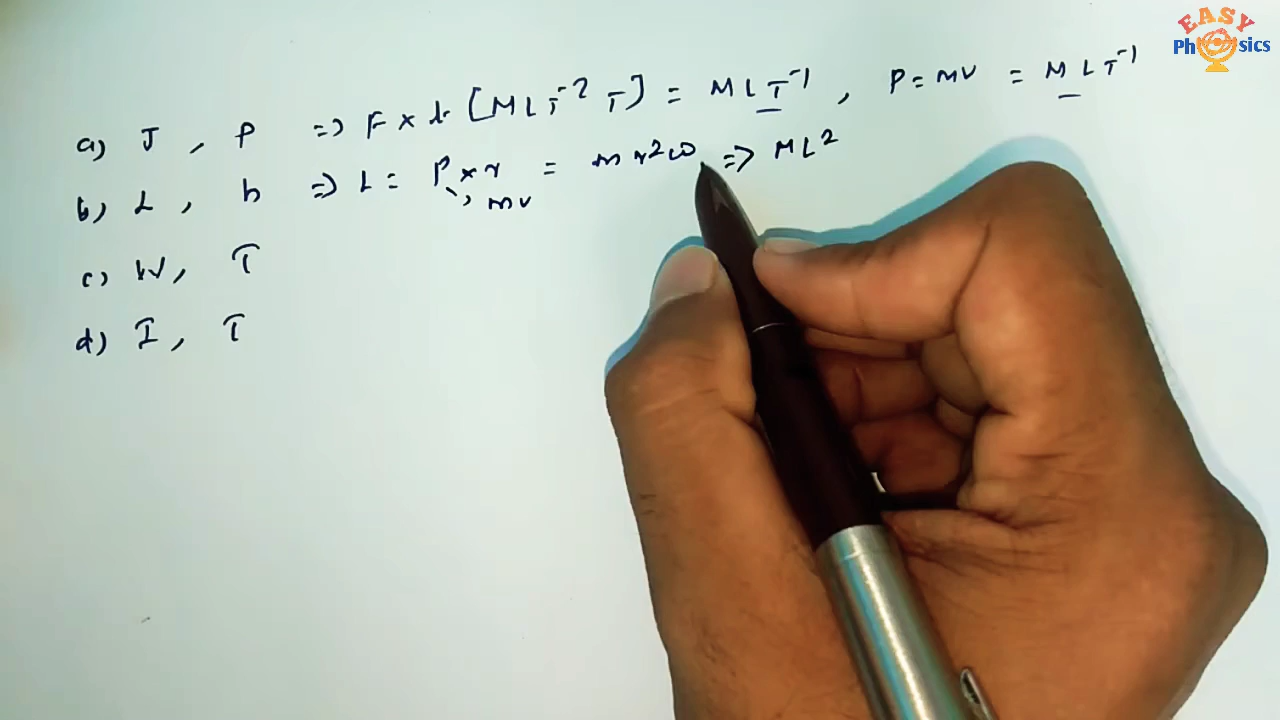 EASY
Physics
a) J , P => F × t [MLT⁻² T] = MLT⁻¹ , P = mv = MLT⁻¹
b) L , h => L = P × r = mr²ω => ML²
mv
c) W, τ
d) I, τ